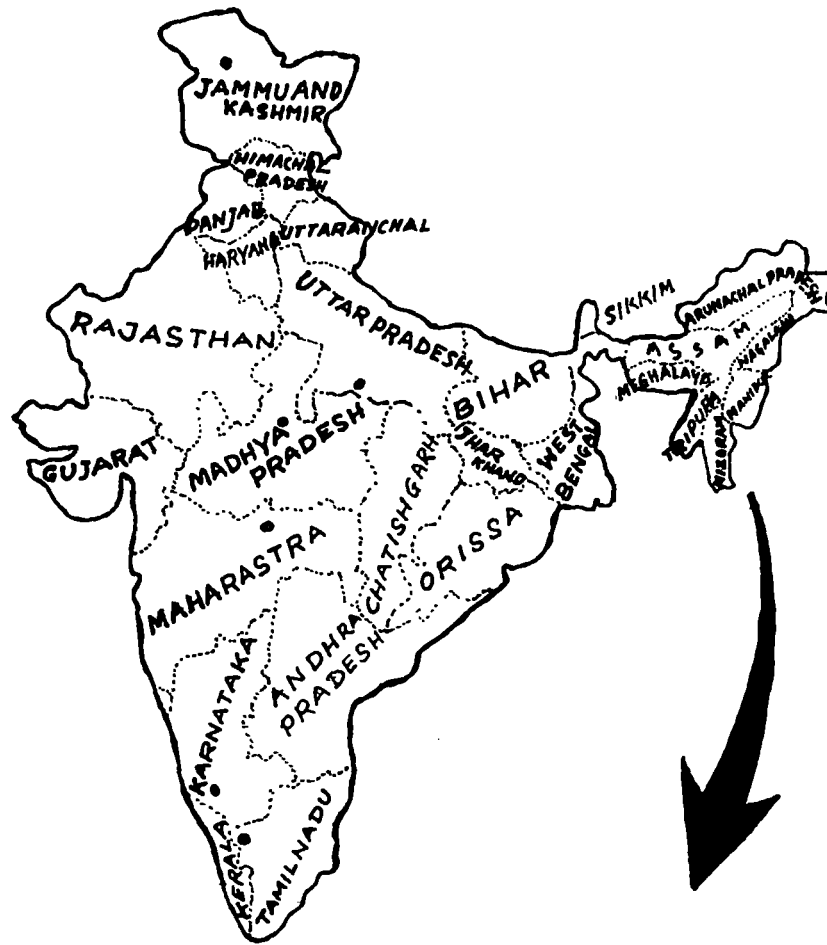 JAMMU AND
KASHMIR
HIMACHAL
PRADESH
PANJAB
HARYANA
UTTARANCHAL
UTTAR PRADESH
RAJASTHAN
SIKKIM
ARUNACHAL PRADESH
ASSAM
NAGALAND
MEGHALAYA
MANIPUR
TRIPURA
MIZORAM
BIHAR
JHAR
KHAND
WEST
BENGAL
GUJARAT
MADHYA
PRADESH
CHATISHGARH
ORISSA
MAHARASTRA
ANDHRA
PRADESH
KARNATAKA
KERALA
TAMILNADU